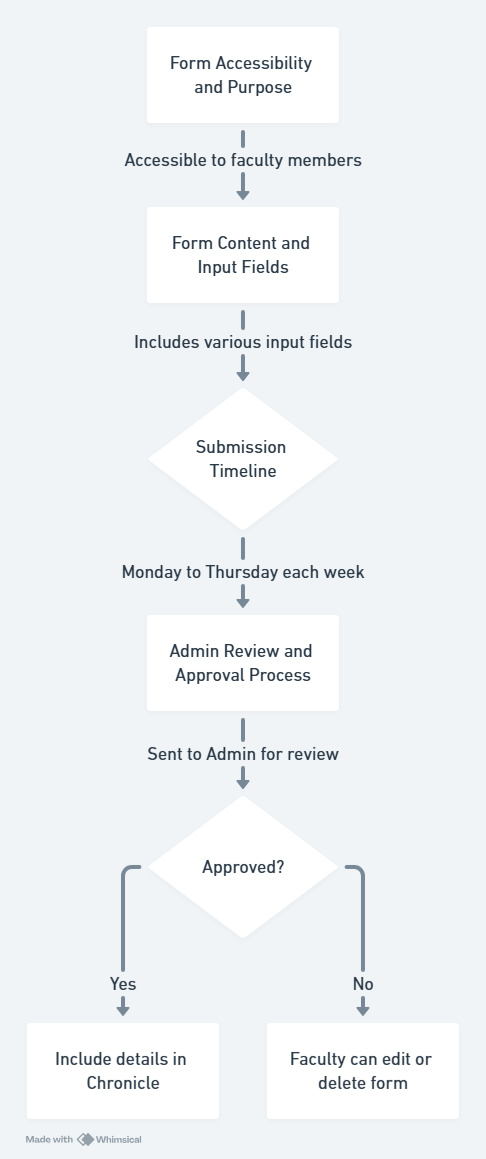 Form Accessibility
and Purpose
Accessible to faculty members
Form Content and
Input Fields
Includes various input fields
Submission
Timeline
Monday to Thursday each week
Admin Review and
Approval Process
Sent to Admin for review
Approved?
Yes
No
Include details in
Chronicle
Faculty can edit or
delete form
Made with Whimsical